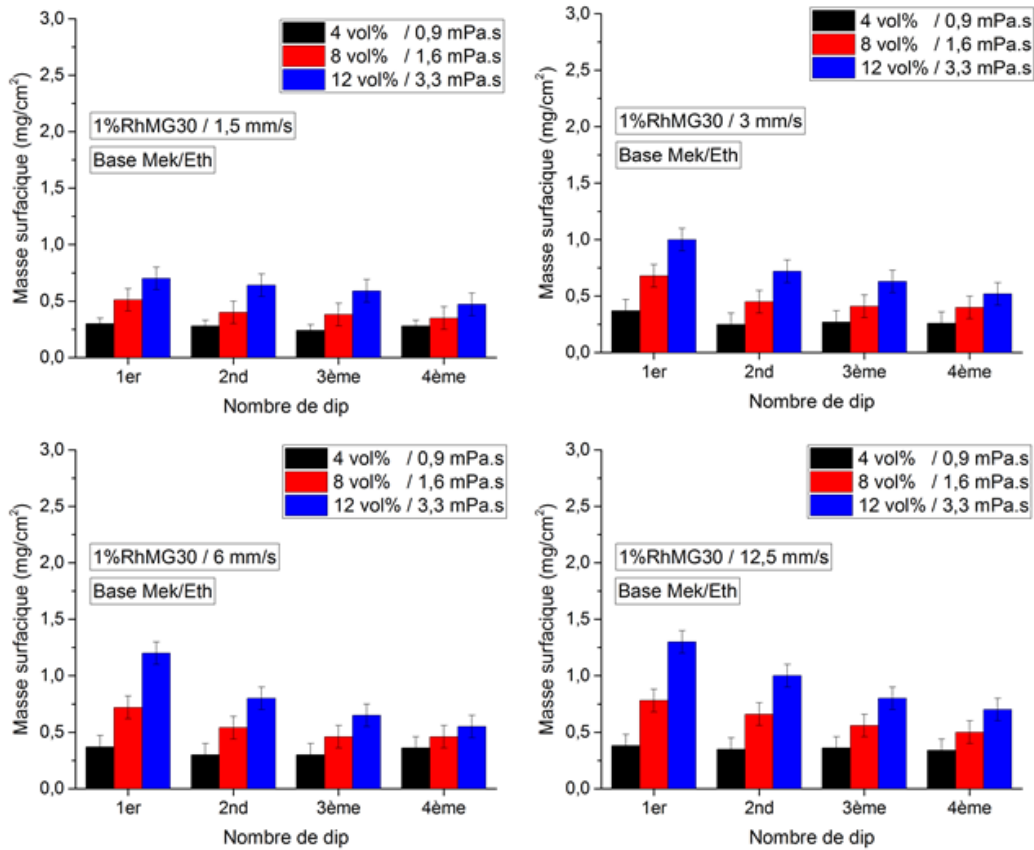 3,0
2,5
2,0
1,5
1,0
0,5
0,0
Masse surfacique (mg/cm²)
4 vol% / 0,9 mPa.s
8 vol% / 1,6 mPa.s
12 vol% / 3,3 mPa.s
1%RhMG30 / 1,5 mm/s
Base Mek/Eth
1er 2nd 3ème 4ème
Nombre de dip
3,0
2,5
2,0
1,5
1,0
0,5
0,0
Masse surfacique (mg/cm²)
4 vol% / 0,9 mPa.s
8 vol% / 1,6 mPa.s
12 vol% / 3,3 mPa.s
1%RhMG30 / 3 mm/s
Base Mek/Eth
1er 2nd 3ème 4ème
Nombre de dip
3,0
2,5
2,0
1,5
1,0
0,5
0,0
Masse surfacique (mg/cm²)
4 vol% / 0,9 mPa.s
8 vol% / 1,6 mPa.s
12 vol% / 3,3 mPa.s
1%RhMG30 / 6 mm/s
Base Mek/Eth
1er 2nd 3ème 4ème
Nombre de dip
3,0
2,5
2,0
1,5
1,0
0,5
0,0
Masse surfacique (mg/cm²)
4 vol% / 0,9 mPa.s
8 vol% / 1,6 mPa.s
12 vol% / 3,3 mPa.s
1%RhMG30 / 12,5 mm/s
Base Mek/Eth
1er 2nd 3ème 4ème
Nombre de dip